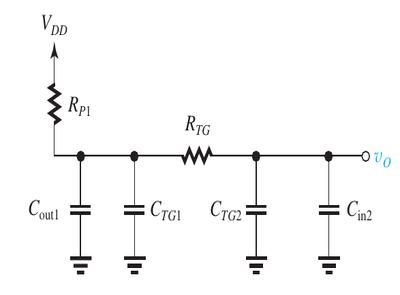 V_DD
R_P1
R_TG
v_O
C_out1
C_TG1
C_TG2
C_in2